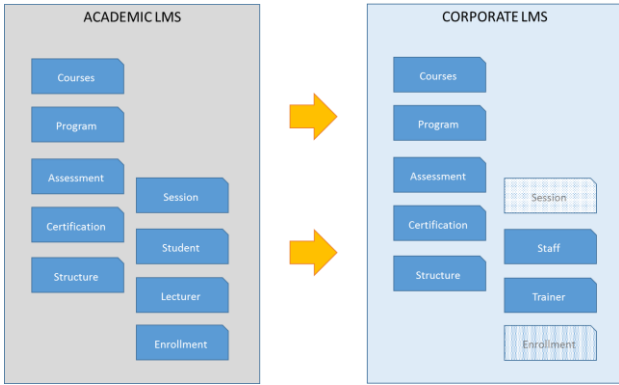 ACADEMIC LMS
Courses
Program
Assessment
Certification
Structure
Session
Student
Lecturer
Enrollment
CORPORATE LMS
Courses
Program
Assessment
Certification
Structure
Session
Staff
Trainer
Enrollment